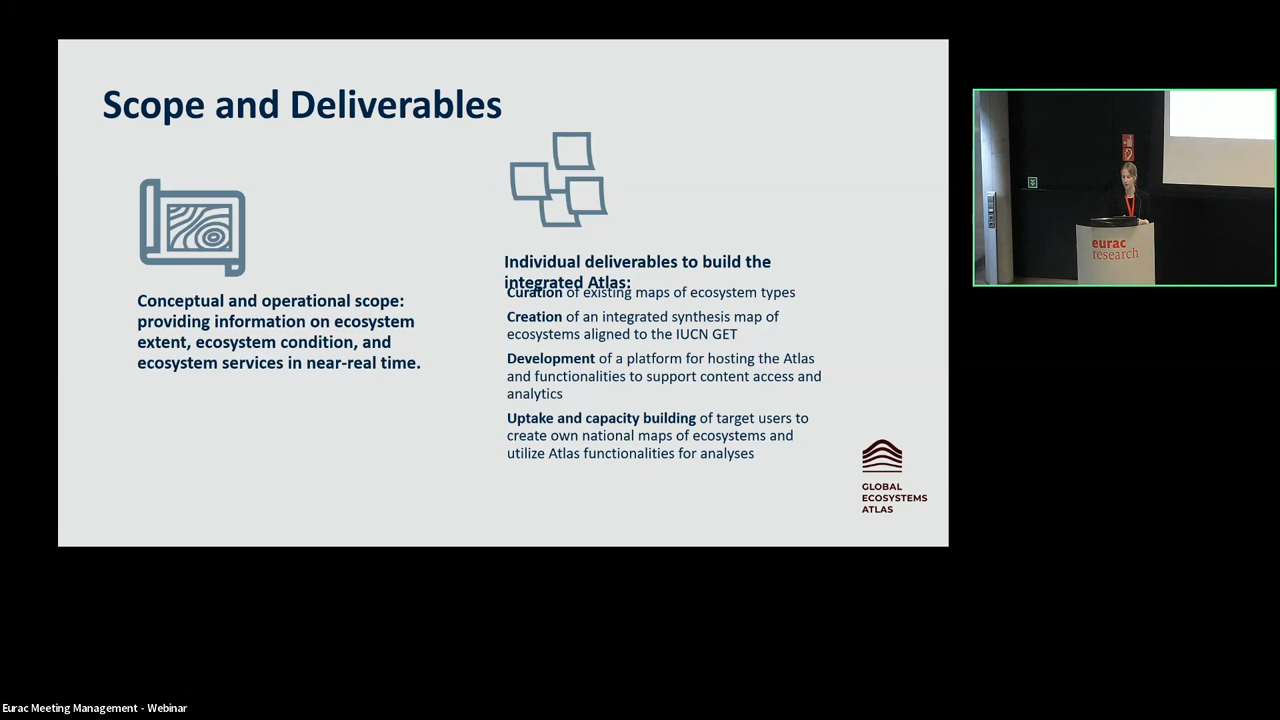 Scope and Deliverables
Conceptual and operational scope:
providing information on ecosystem
extent, ecosystem condition, and
ecosystem services in near-real time.
Individual deliverables to build the
integrated Atlas:
Curation of existing maps of ecosystem types
Creation of an integrated synthesis map of
ecosystems aligned to the IUCN GET
Development of a platform for hosting the Atlas
and functionalities to support content access and
analytics
Uptake and capacity building of target users to
create own national maps of ecosystems and
utilize Atlas functionalities for analyses
GLOBAL
ECOSYSTEMS
ATLAS
eurac
research
Eurac Meeting Management - Webinar